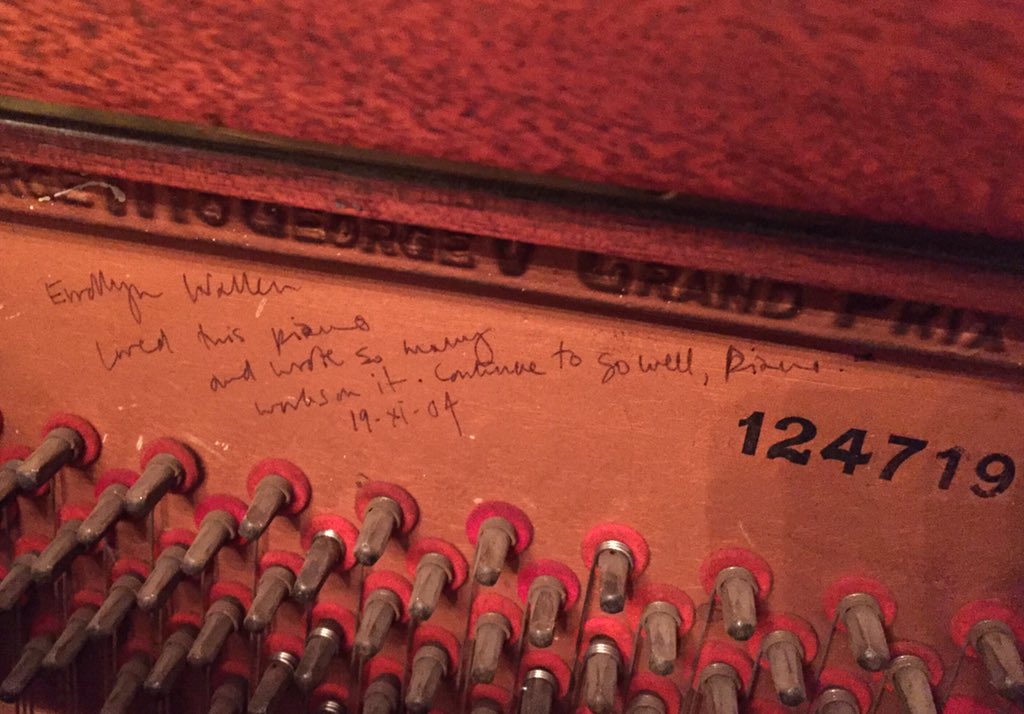 TO GEORGE V GRAND PRIX
Errollyn Wallen
loved this piano
and wrote so many
works on it. Continue to go well, Piano.
19-XI-04
124719